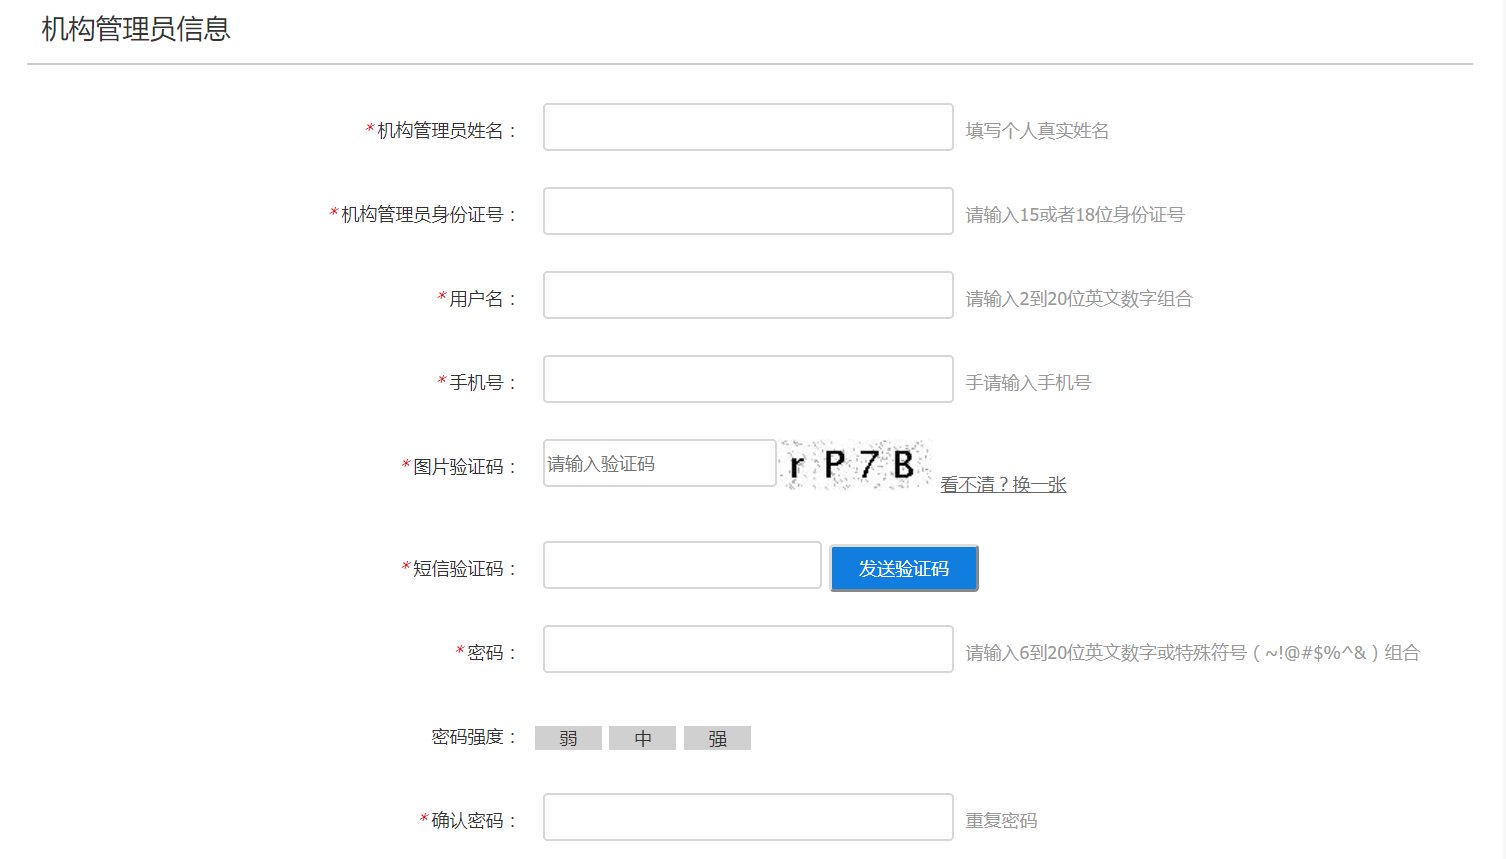 机构管理员信息
*机构管理员姓名： 填写个人真实姓名
*机构管理员身份证号： 请输入15或者18位身份证号
*用户名： 请输入2到20位英文数字组合
*手机号： 手请输入手机号
*图片验证码： 请输入验证码 rP7B 看不清？换一张
*短信验证码： 发送验证码
*密码： 请输入6到20位英文数字或特殊符号（~!@#$%^&）组合
密码强度： 弱 中 强
*确认密码： 重复密码